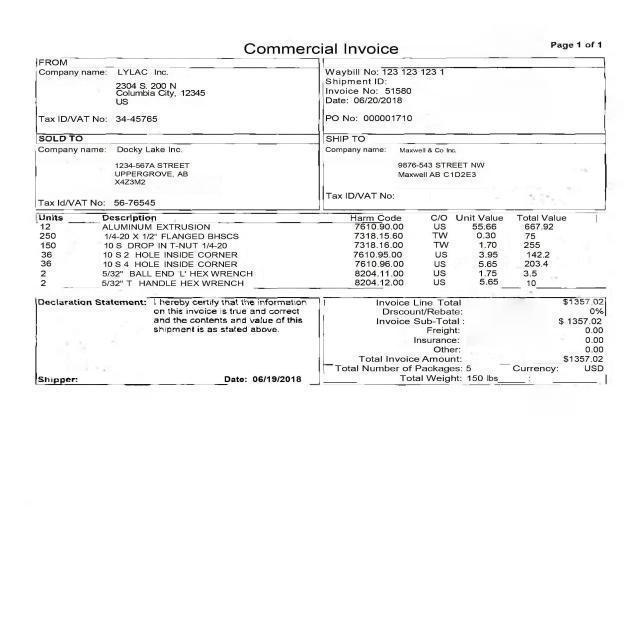 Commercial Invoice
Page 1 of 1
FROM
Company name: LYLAC Inc.
2304 S. 200 N
Columbia City, 12345
US
Tax ID/VAT No: 34-45765
Waybill No: 123 123 123 1
Shipment ID:
Invoice No: 51580
Date: 06/20/2018
PO No: 000001710
SOLD TO
Company name: Docky Lake Inc.
1234-567A STREET
UPPERGROVE, AB
X4Z3M2
Tax Id/VAT No: 56-76545
SHIP TO
Company name: Maxwell & Co Inc.
9876-543 STREET NW
Maxwell AB C1D2E3
Tax ID/VAT No:
Units Description Harm Code C/O Unit Value Total Value
12 ALUMINUM EXTRUSION 7610.90.00 US 55.66 667.92
250 1/4-20 X 1/2" FLANGED BHSCS 7318.15.60 TW 0.30 75
150 10 S DROP IN T-NUT 1/4-20 7318.16.00 TW 1.70 255
36 10 S 2 HOLE INSIDE CORNER 7610.95.00 US 3.95 142.2
36 10 S 4 HOLE INSIDE CORNER 7610.96.00 US 5.65 203.4
2 5/32" BALL END 'L' HEX WRENCH 8204.11.00 US 1.75 3.5
2 5/32" T HANDLE HEX WRENCH 8204.12.00 US 5.65 10
Declaration Statement: I hereby certify that the information
on this invoice is true and correct
and the contents and value of this
shipment is as stated above.
Shipper: Date: 06/19/2018
Invoice Line Total $1357.02
Drscount/Rebate: 0%
Invoice Sub-Total: $ 1357.02
Freight: 0.00
Insurance: 0.00
Other: 0.00
Total Invoice Amount: $1357.02
Total Number of Packages: 5 Currency: USD
Total Weight: 150 lbs :